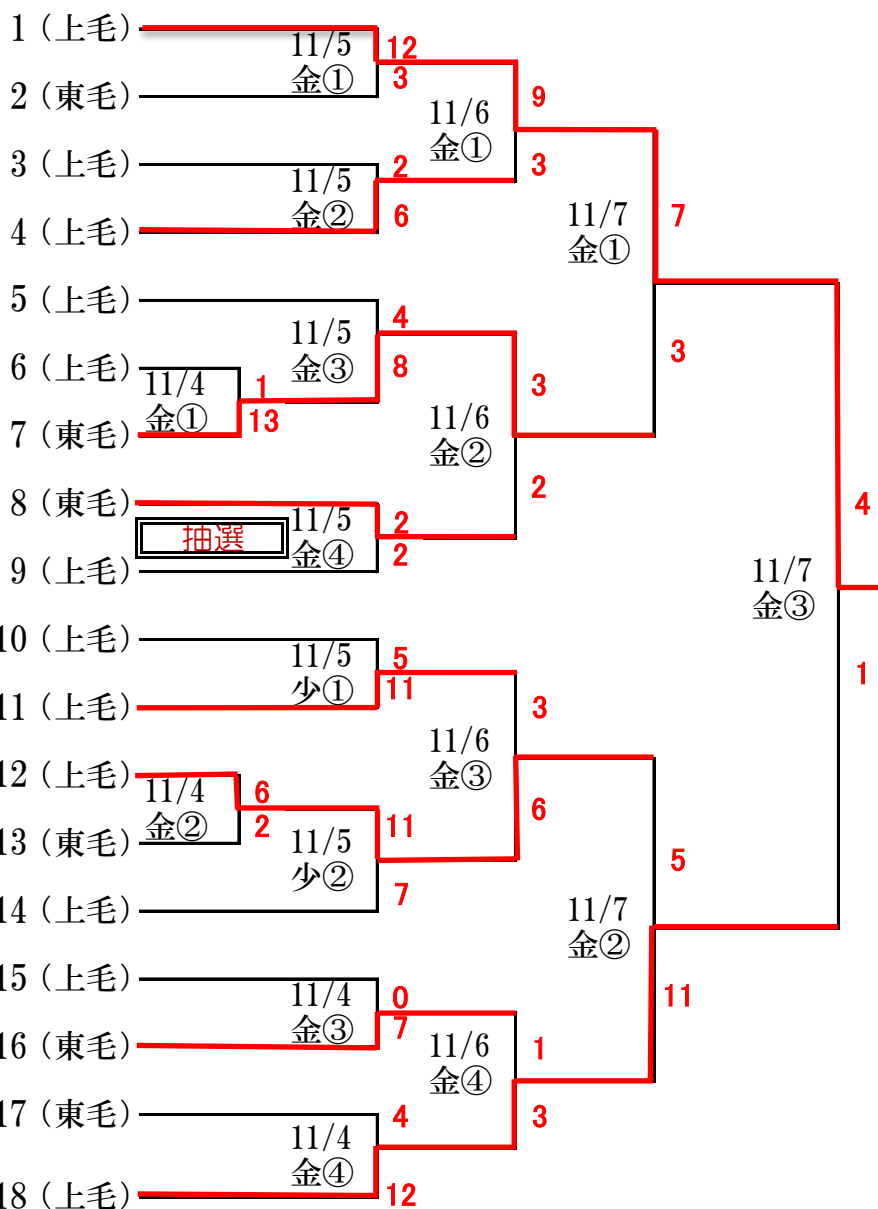 1 (上毛)
11/5
金①
12
3
2 (東毛)
9
11/6
金①
3
3 (上毛)
11/5
金②
2
6
4 (上毛)
11/7
金①
7
5 (上毛)
11/5
金③
4
8
3
6 (上毛)
11/4
金①
1
13
7 (東毛)
3
11/6
金②
2
8 (東毛)
抽選
11/5
金④
2
2
9 (上毛)
4
11/7
金③
1
10 (上毛)
11/5
少①
5
11
11 (上毛)
3
11/6
金③
6
12 (上毛)
11/4
金②
6
2
13 (東毛)
11/5
少②
11
7
14 (上毛)
5
11/7
金②
11
15 (上毛)
11/4
金③
0
7
16 (東毛)
1
11/6
金④
3
17 (東毛)
11/4
金④
4
12
18 (上毛)